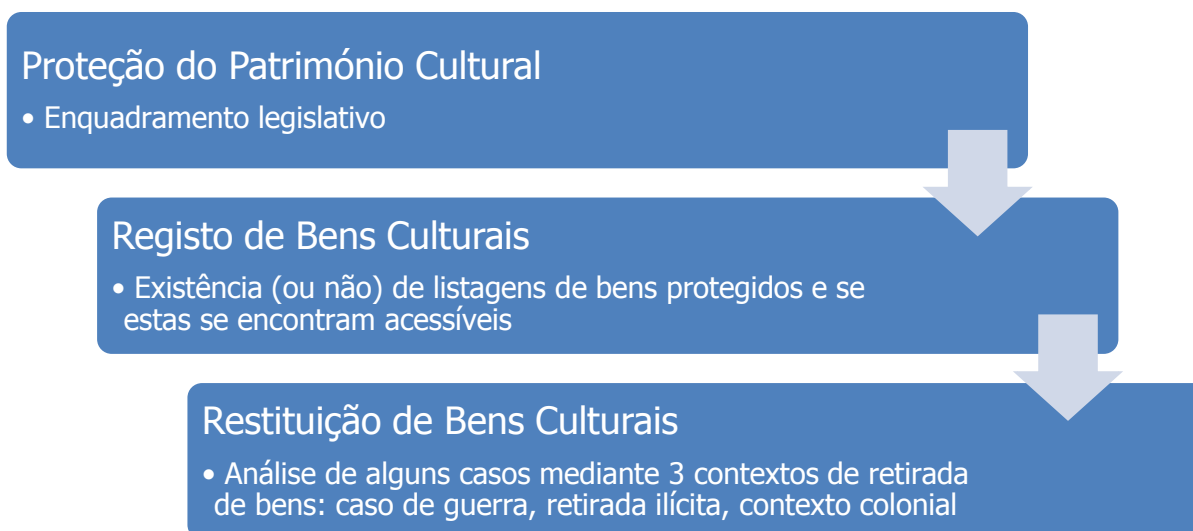 Proteção do Património Cultural
• Enquadramento legislativo
Registo de Bens Culturais
• Existência (ou não) de listagens de bens protegidos e se
estas se encontram acessíveis
Restituição de Bens Culturais
• Análise de alguns casos mediante 3 contextos de retirada
de bens: caso de guerra, retirada ilícita, contexto colonial